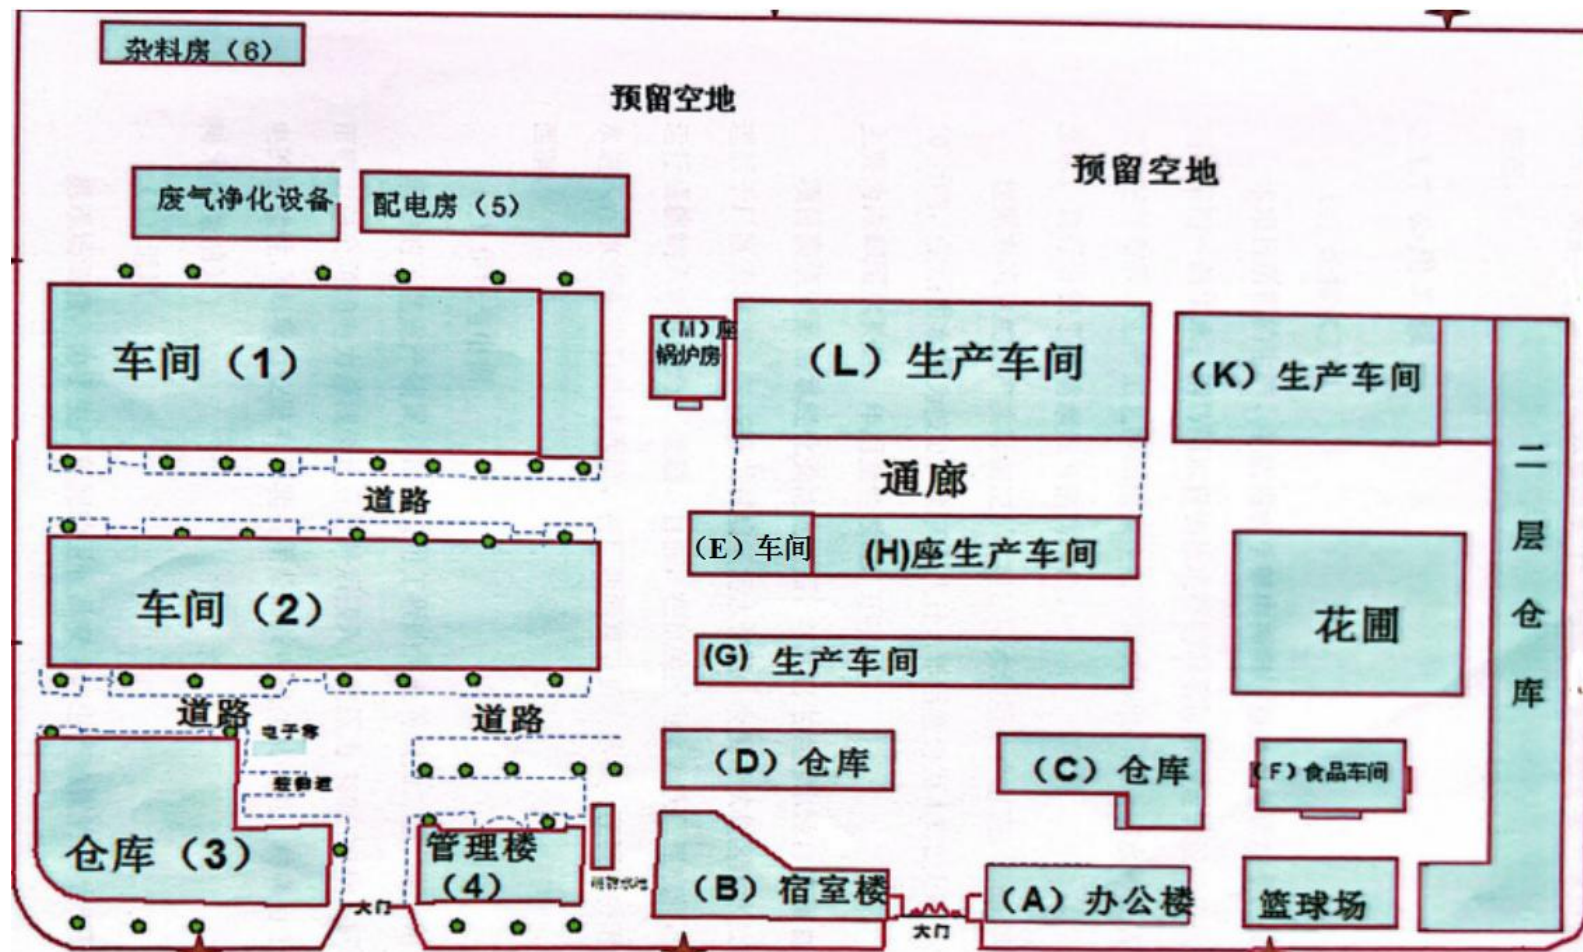 杂料房（6）
预留空地
预留空地
废气净化设备
配电房（5）
车间（1）
（M）座
锅炉房
（L）生产车间
（K）生产车间
二层仓库
道路
通廊
（E）车间
(H)座生产车间
车间（2）
花圃
(G) 生产车间
道路
道路
（D）仓库
（C）仓库
（F）食品车间
仓库（3）
管理楼
（4）
（B）宿室楼
（A）办公楼
篮球场
大门
大门